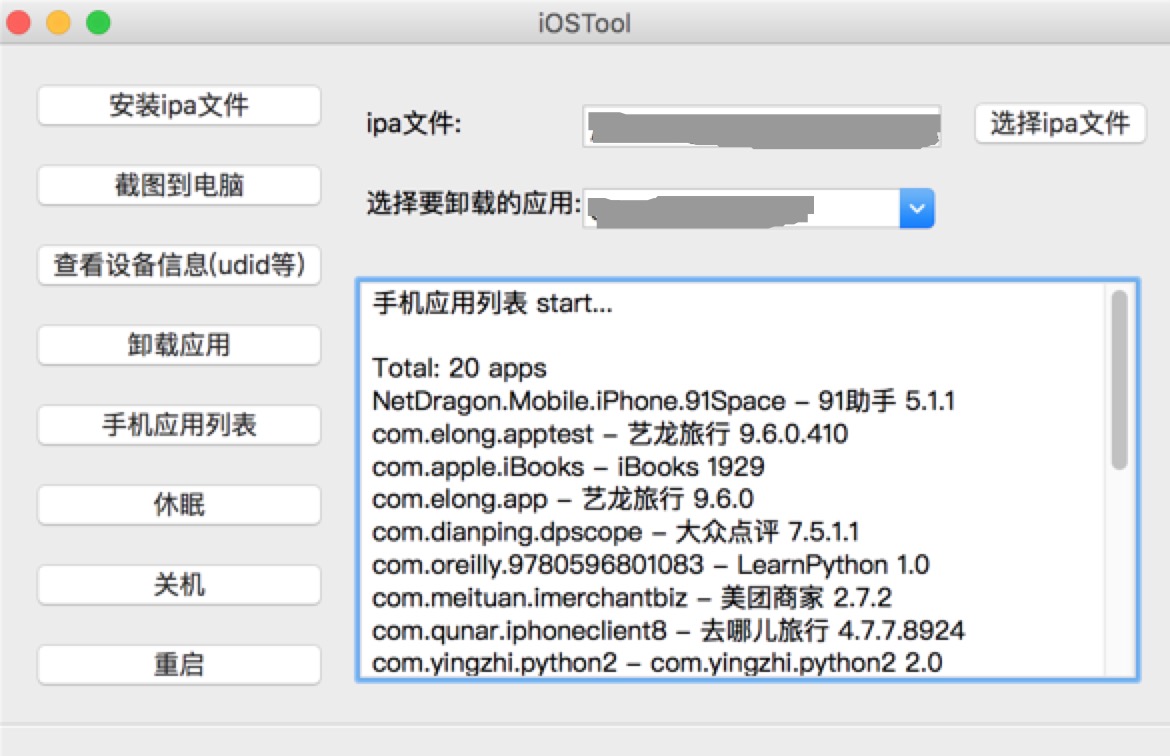 iOSTool
安装ipa文件
截图到电脑
查看设备信息(udid等)
卸载应用
手机应用列表
休眠
关机
重启
ipa文件:
选择ipa文件
选择要卸载的应用:
手机应用列表 start...
Total: 20 apps
NetDragon.Mobile.iPhone.91Space – 91助手 5.1.1
com.elong.apptest – 艺龙旅行 9.6.0.410
com.apple.iBooks – iBooks 1929
com.elong.app – 艺龙旅行 9.6.0
com.dianping.dpscope – 大众点评 7.5.1.1
com.oreilly.9780596801083 – LearnPython 1.0
com.meituan.imerchantbiz – 美团商家 2.7.2
com.qunar.iphoneclient8 – 去哪儿旅行 4.7.7.8924
com.yingzhi.python2 – com.yingzhi.python2 2.0